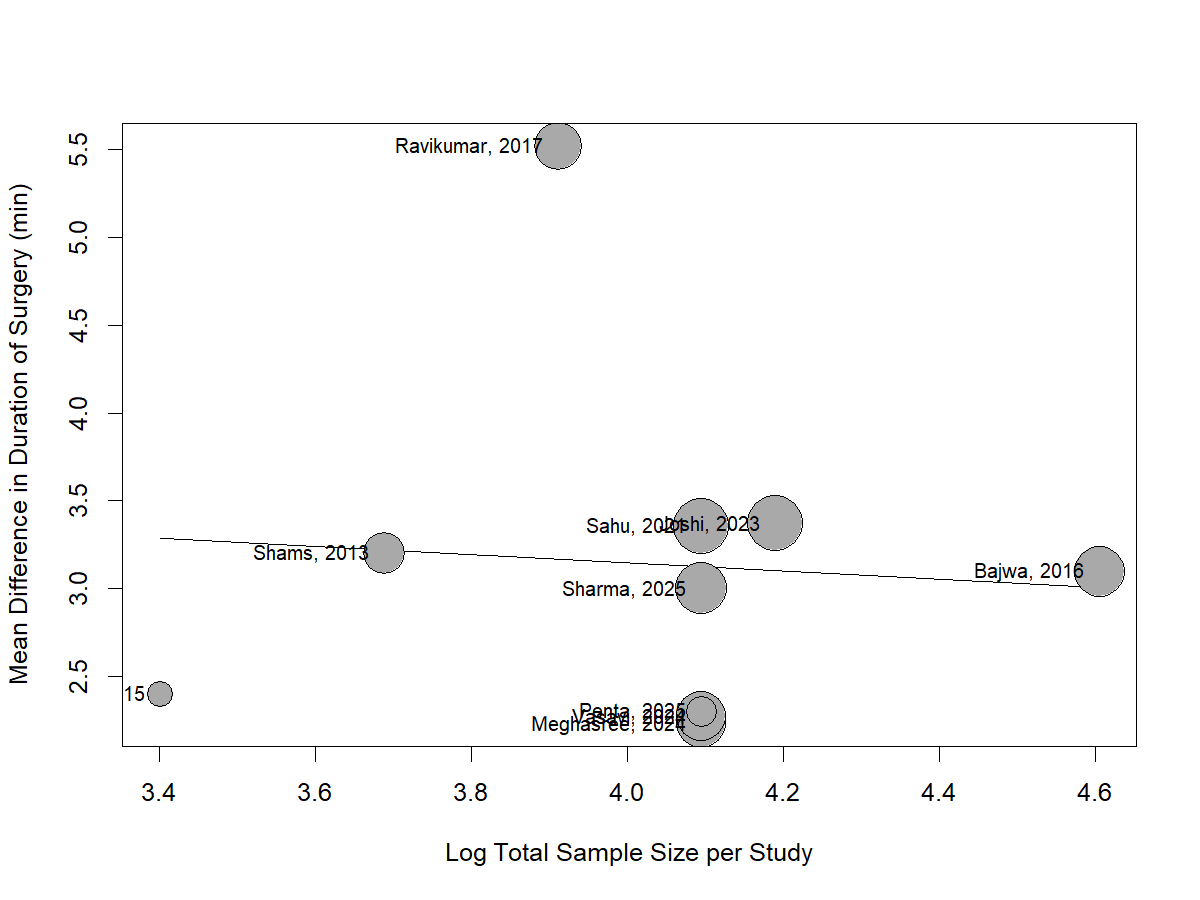 Mean Difference in Duration of Surgery (min)
5.5
5.0
4.5
4.0
3.5
3.0
2.5
Ravikumar, 2017
Sahu, 2021
Joshi, 2023
Shams, 2013
Bajwa, 2016
Sharma, 2025
15
Penta, 2025
Vasavi, 2024
Meghasree, 2024
3.4
3.6
3.8
4.0
4.2
4.4
4.6
Log Total Sample Size per Study